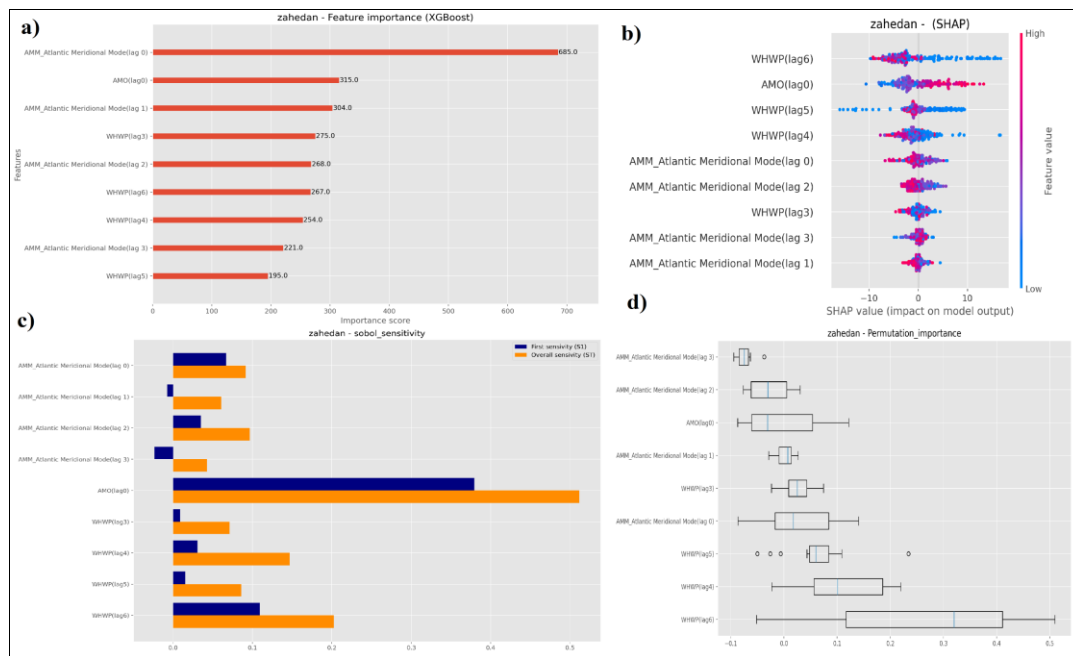 a)
zahedan - Feature importance (XGBoost)
Features
AMM_Atlantic Meridional Mode(lag 0)
685.0
AMO(lag0)
315.0
AMM_Atlantic Meridional Mode(lag 1)
304.0
WHWP(lag3)
275.0
AMM_Atlantic Meridional Mode(lag 2)
268.0
WHWP(lag6)
267.0
WHWP(lag4)
254.0
AMM_Atlantic Meridional Mode(lag 3)
221.0
WHWP(lag5)
195.0
0 100 200 300 400 500 600 700
Importance score
b)
zahedan - (SHAP)
High
WHWP(lag6)
AMO(lag0)
WHWP(lag5)
WHWP(lag4)
AMM_Atlantic Meridional Mode(lag 0)
AMM_Atlantic Meridional Mode(lag 2)
WHWP(lag3)
AMM_Atlantic Meridional Mode(lag 3)
AMM_Atlantic Meridional Mode(lag 1)
Feature value
Low
−10 0 10
SHAP value (impact on model output)
c)
zahedan - sobol_sensitivity
First sensivity (S1)
Overall sensivity (ST)
AMM_Atlantic Meridional Mode(lag 0)
AMM_Atlantic Meridional Mode(lag 1)
AMM_Atlantic Meridional Mode(lag 2)
AMM_Atlantic Meridional Mode(lag 3)
AMO(lag0)
WHWP(lag3)
WHWP(lag4)
WHWP(lag5)
WHWP(lag6)
0.0 0.1 0.2 0.3 0.4 0.5
d)
zahedan - Permutation_importance
AMM_Atlantic Meridional Mode(lag 3)
AMM_Atlantic Meridional Mode(lag 2)
AMO(lag0)
AMM_Atlantic Meridional Mode(lag 1)
WHWP(lag3)
AMM_Atlantic Meridional Mode(lag 0)
WHWP(lag5)
WHWP(lag4)
WHWP(lag6)
−0.1 0.0 0.1 0.2 0.3 0.4 0.5